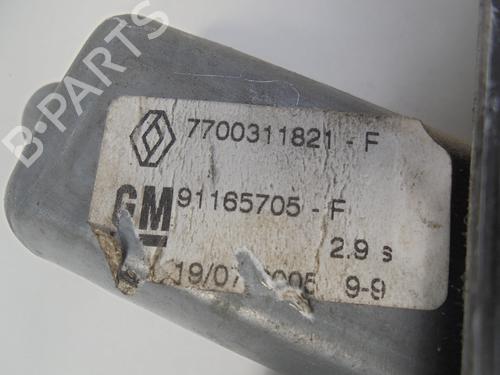 B-PARTS
7700311821 - F
GM 91165705 - F
2.9 s
9-9